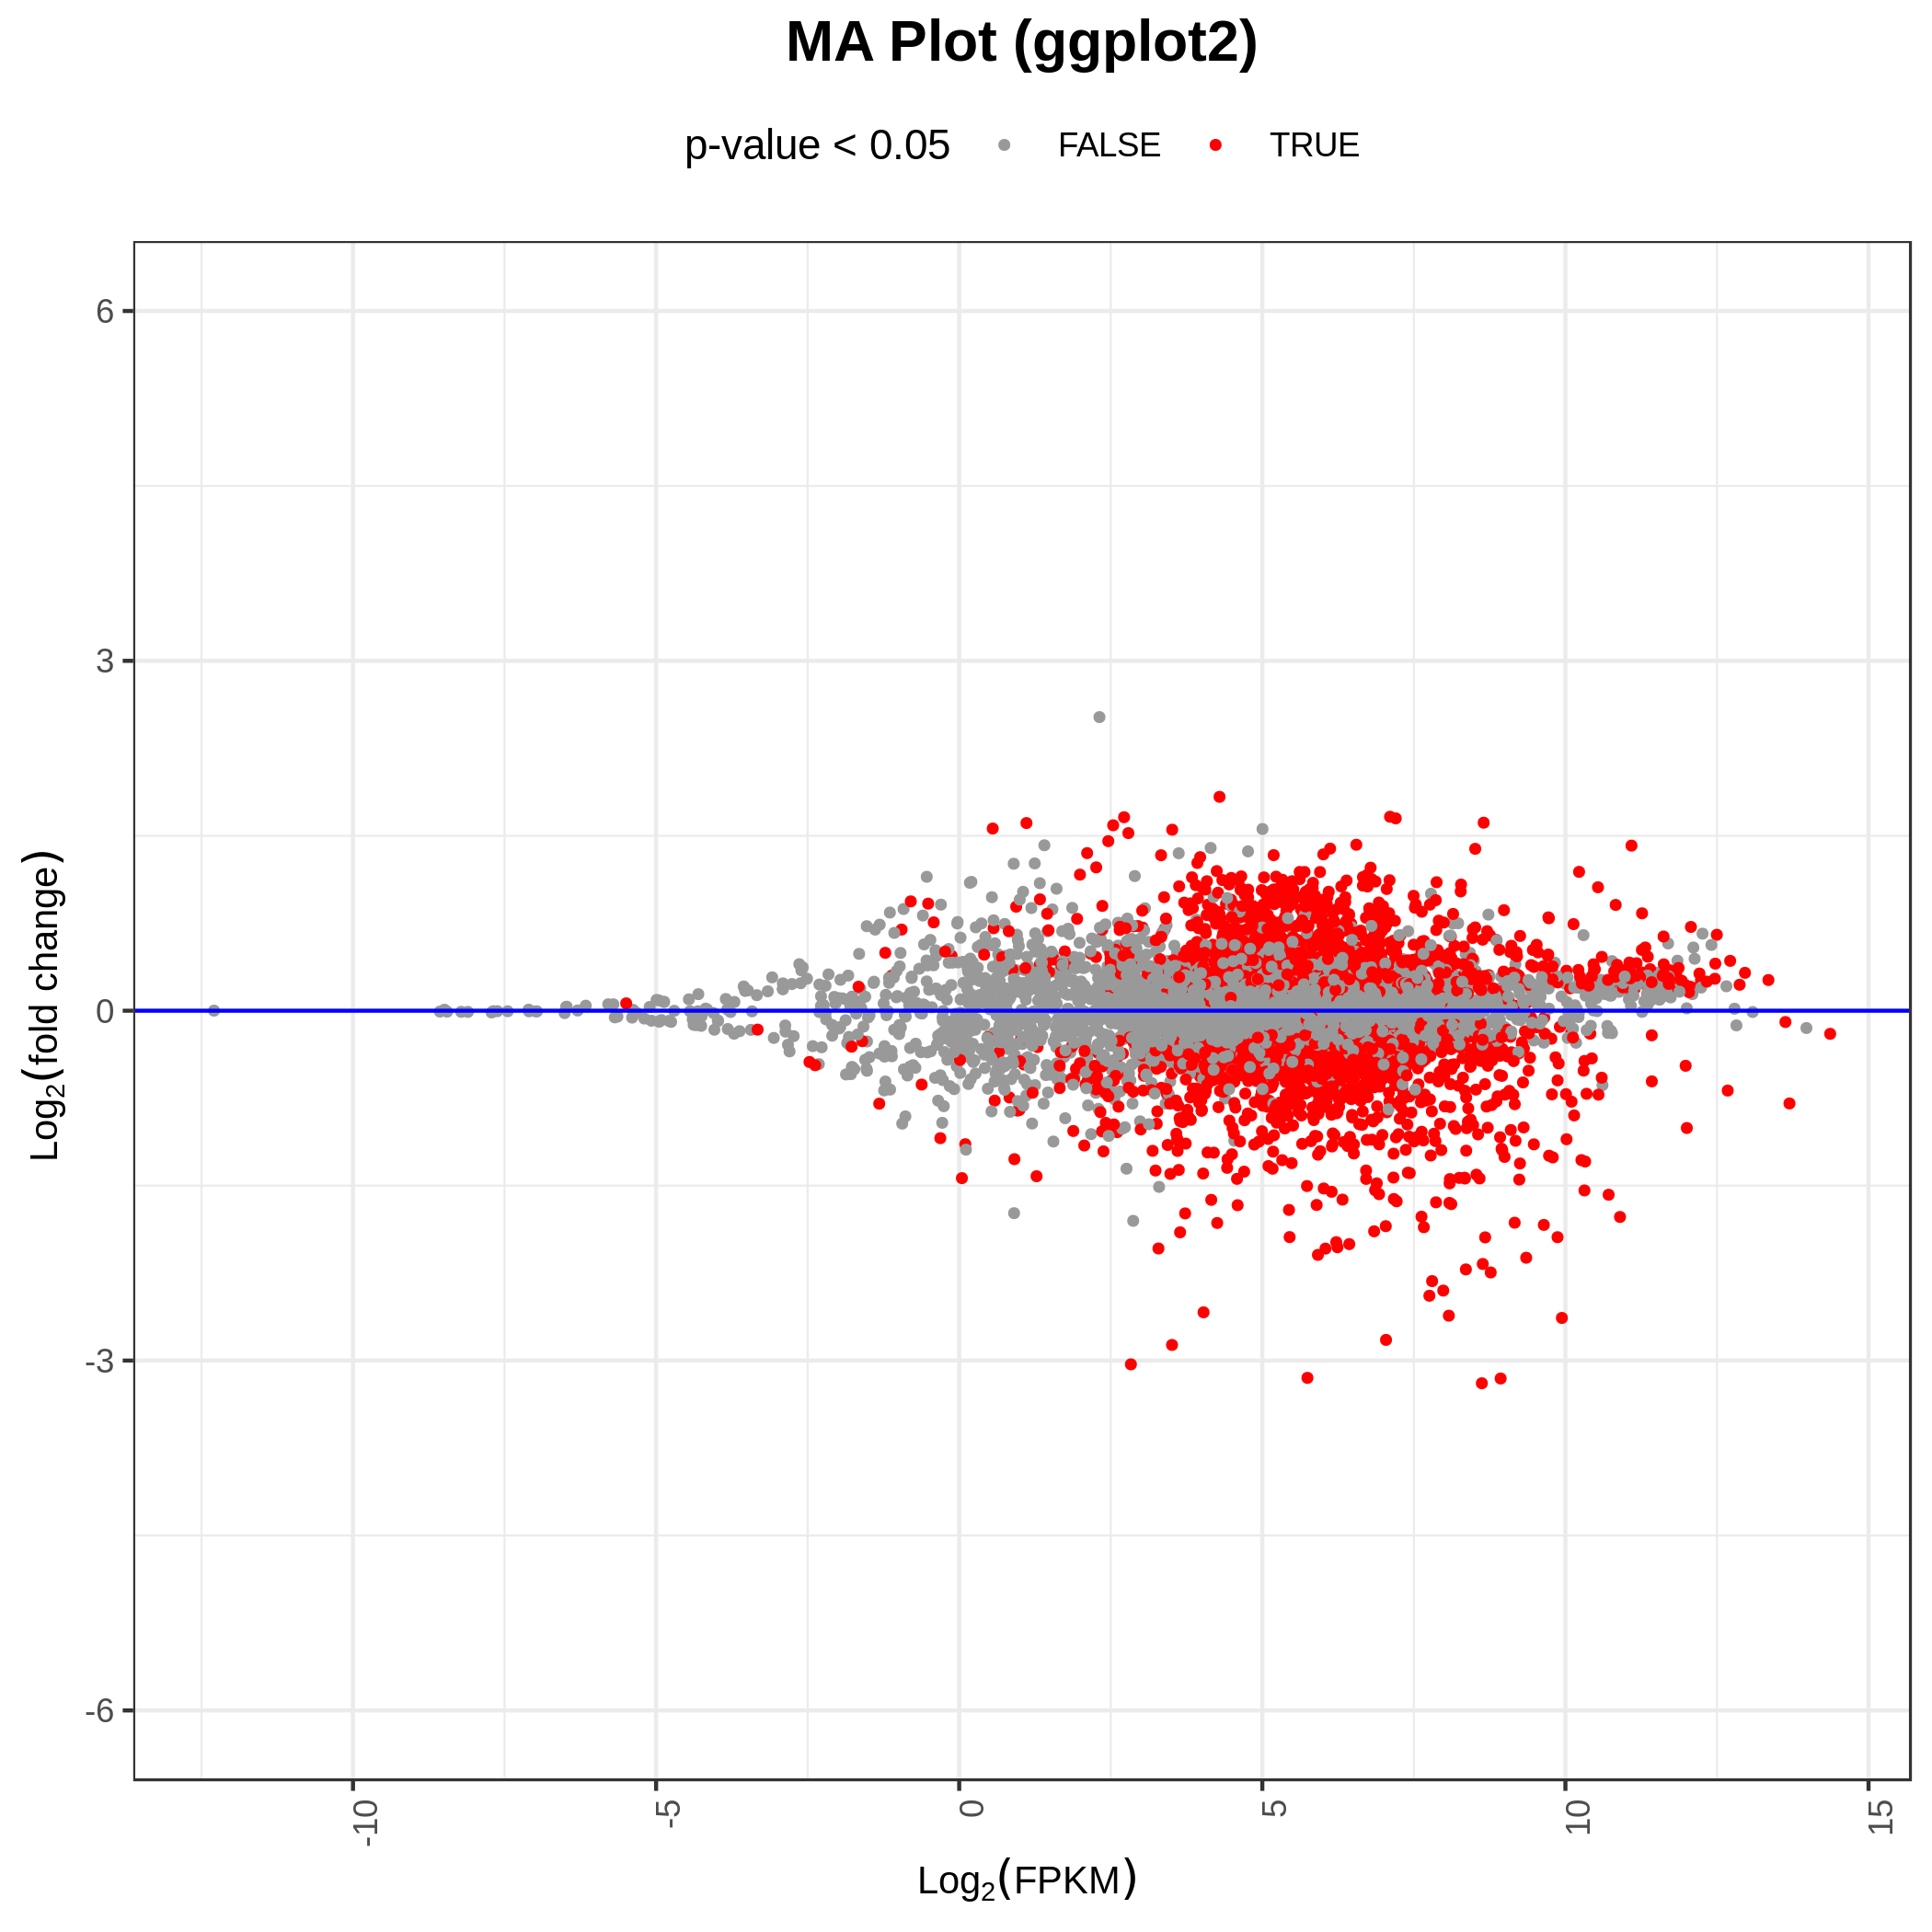 MA Plot (ggplot2)
p-value < 0.05 FALSE TRUE
6
3
0
-3
-6
Log₂(fold change)
-10 -5 0 5 10 15
Log₂(FPKM)